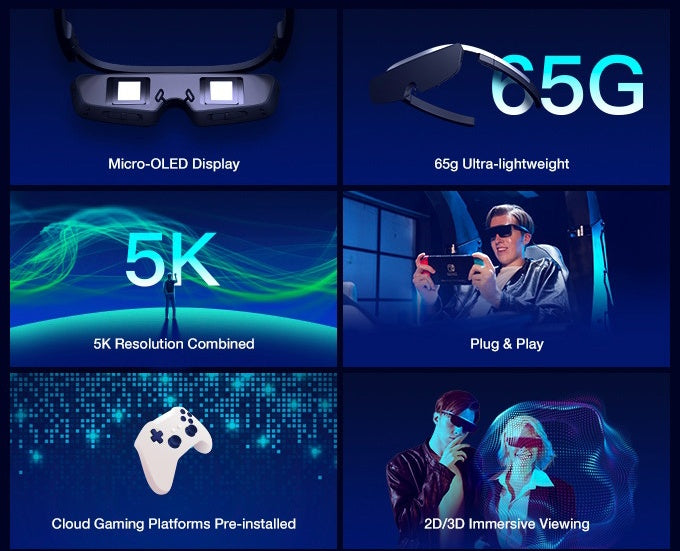 Micro-OLED Display
65G
65g Ultra-lightweight
5K
5K Resolution Combined
Plug & Play
Cloud Gaming Platforms Pre-installed
2D/3D Immersive Viewing